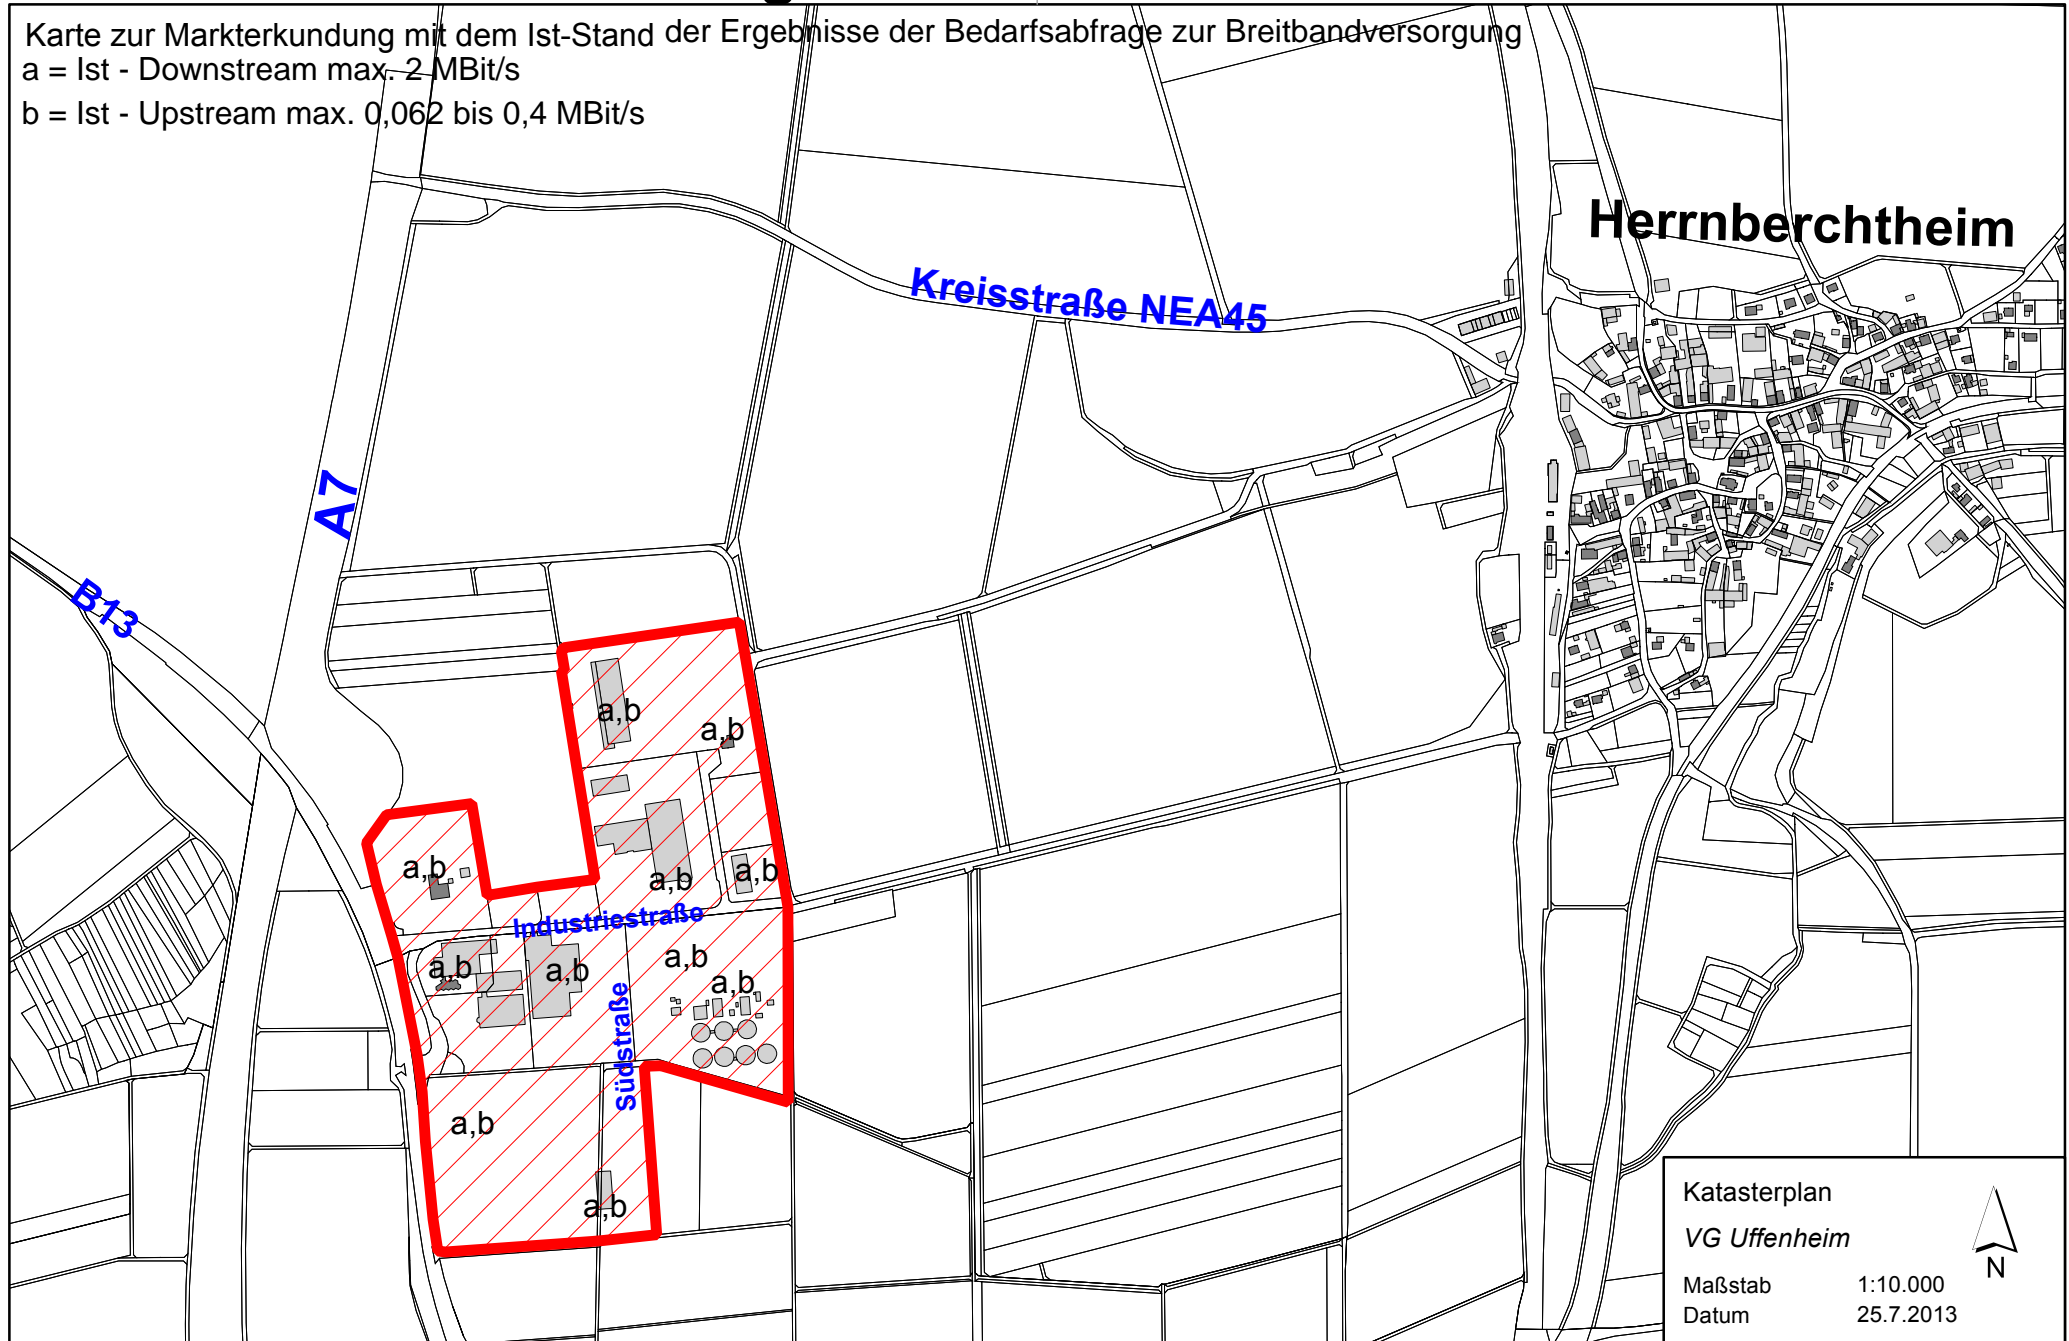 Karte zur Markterkundung mit dem Ist-Stand der Ergebnisse der Bedarfsabfrage zur Breitbandversorgung
a = Ist - Downstream max. 2 MBit/s
b = Ist - Upstream max. 0,062 bis 0,4 MBit/s
Herrnberchtheim
Kreisstraße NEA45
A7
B13
a,b
a,b
a,b
a,b
a,b
Industriestraße
a,b
a,b
a,b
a,b
Südstraße
a,b
a,b
Katasterplan
VG Uffenheim
Maßstab 1:10.000
Datum 25.7.2013
N